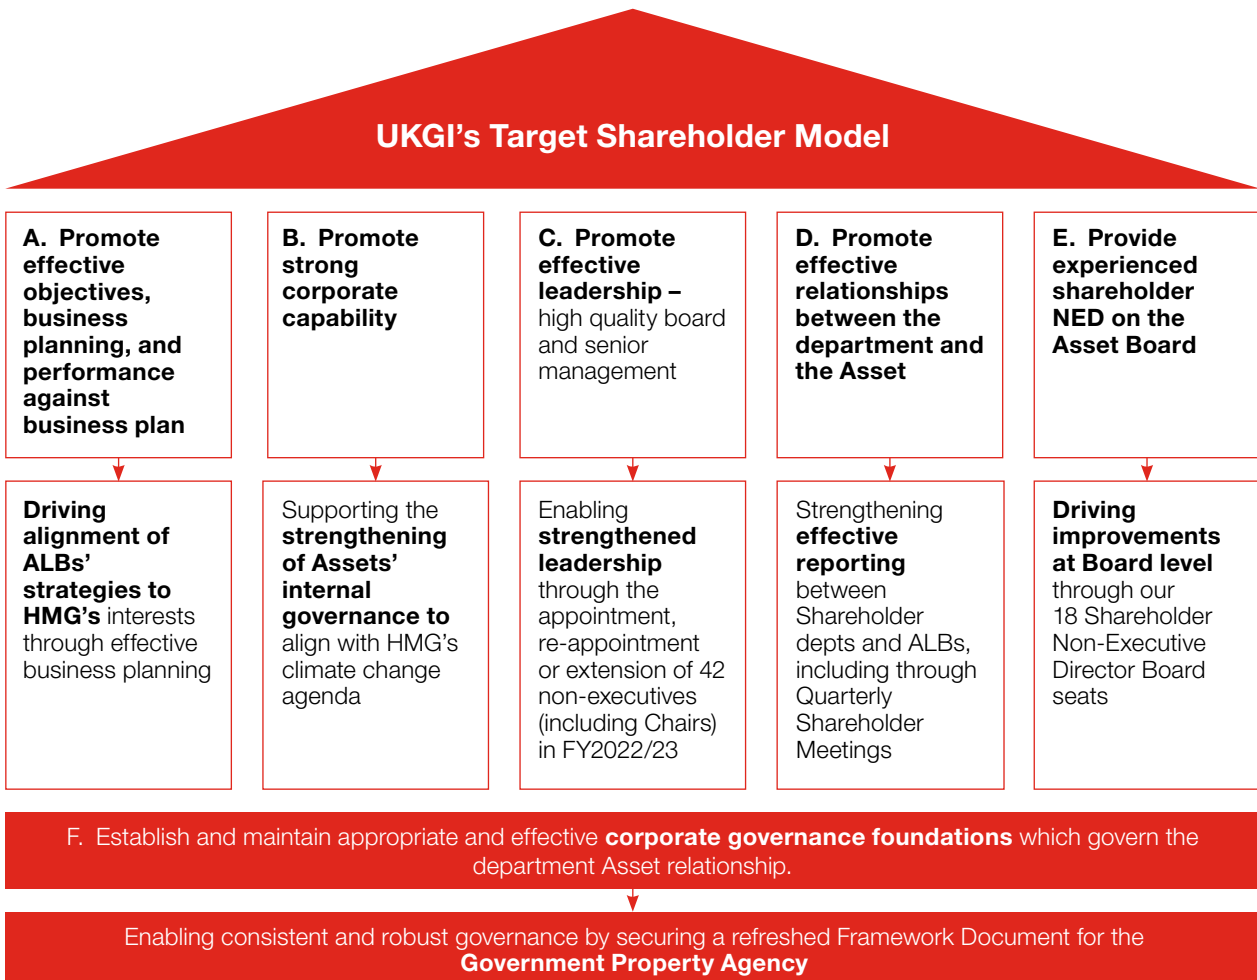 UKGI's Target Shareholder Model
A. Promote
effective
objectives,
business
planning, and
performance
against
business plan
B. Promote
strong
corporate
capability
C. Promote
effective
leadership –
high quality board
and senior
management
D. Promote
effective
relationships
between the
department and
the Asset
E. Provide
experienced
shareholder
NED on the
Asset Board
Driving
alignment of
ALBs'
strategies to
HMG's interests
through effective
business planning
Supporting the
strengthening
of Assets'
internal
governance to
align with HMG's
climate change
agenda
Enabling
strengthened
leadership
through the
appointment,
re-appointment
or extension of 42
non-executives
(including Chairs)
in FY2022/23
Strengthening
effective
reporting
between
Shareholder
depts and ALBs,
including through
Quarterly
Shareholder
Meetings
Driving
improvements
at Board level
through our
18 Shareholder
Non-Executive
Director Board
seats
F. Establish and maintain appropriate and effective corporate governance foundations which govern the
department Asset relationship.
Enabling consistent and robust governance by securing a refreshed Framework Document for the
Government Property Agency